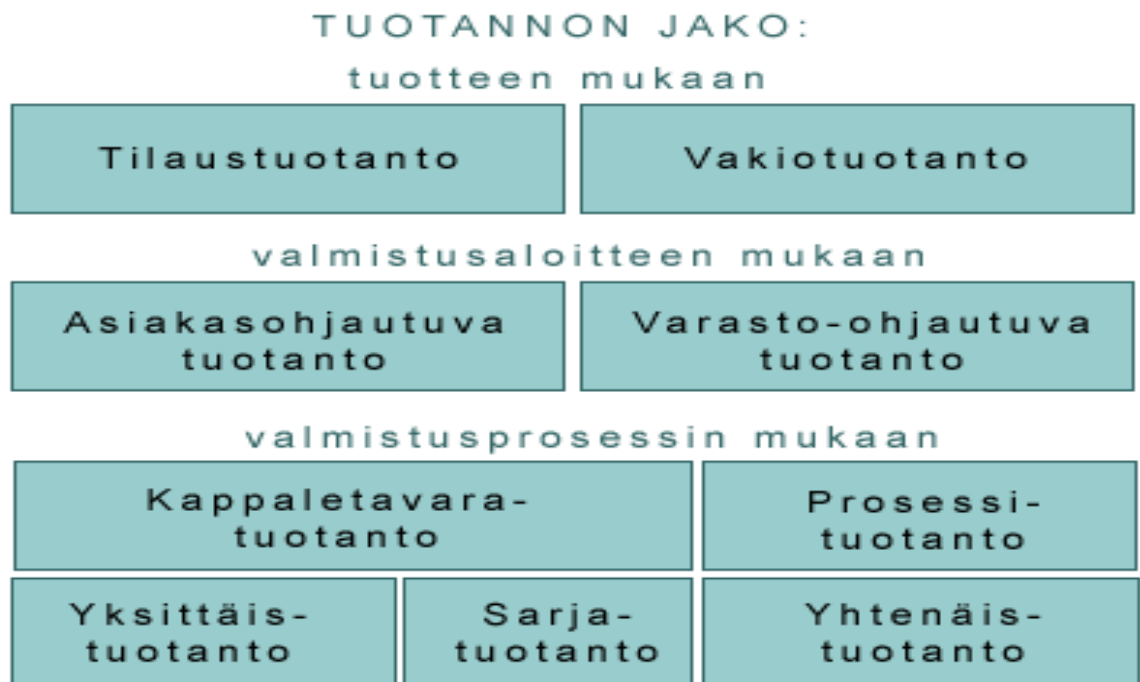 TUOTANNON JAKO:
tuotteen mukaan
Tilaustuotanto
Vakiotuotanto
valmistusaloitteen mukaan
Asiakasohjautuva
tuotanto
Varasto-ohjautuva
tuotanto
valmistusprosessin mukaan
Kappaletavara-
tuotanto
Prosessi-
tuotanto
Yksittäis-
tuotanto
Sarja-
tuotanto
Yhtenäis-
tuotanto